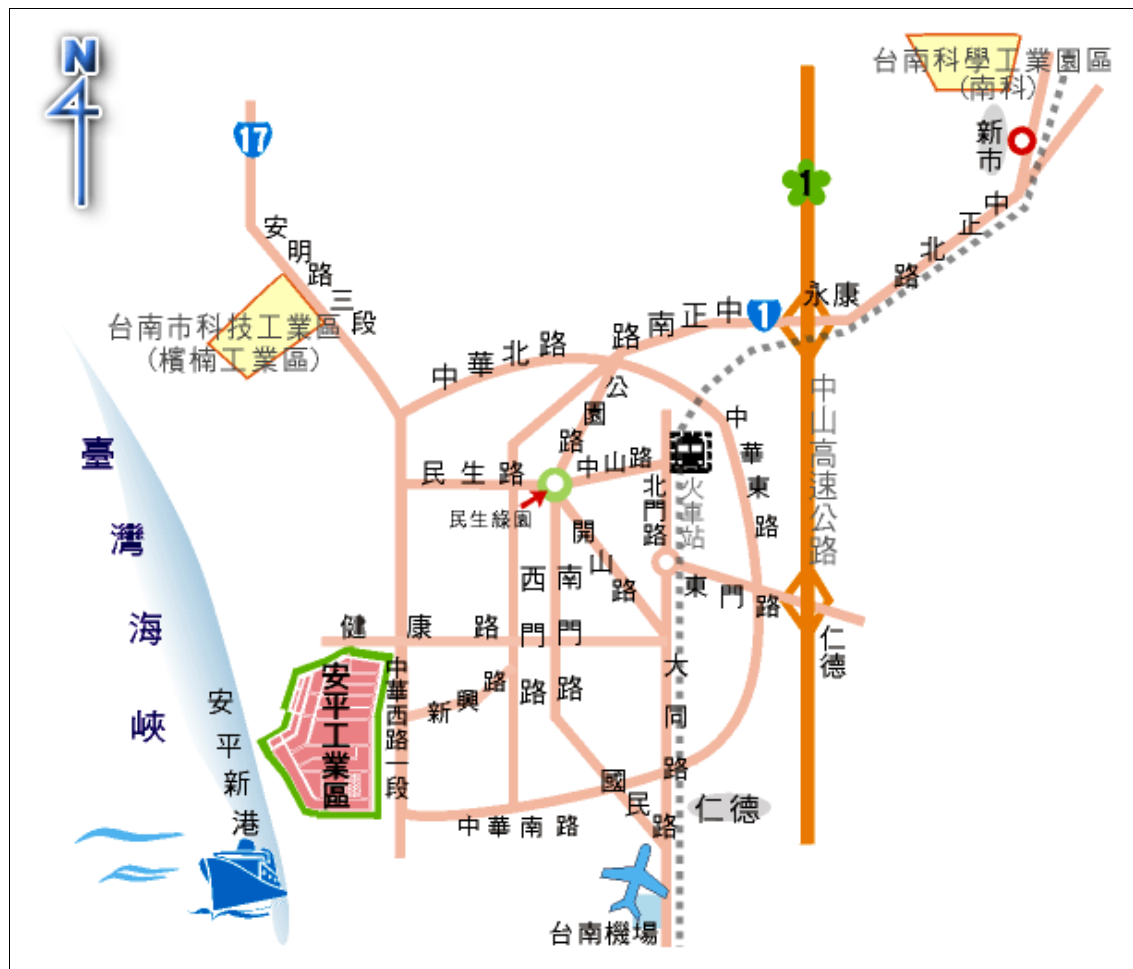 N
台南科學工業園區
(南科)
17
新市
1
安明路三段
中正北路
永康
1
中正南路
台南市科技工業區
(檳楠工業區)
中華北路
公園路
中山高速公路
中華東路
臺灣海峽
民生路
中山路
北門路
火車站
民生綠園
開山路
東門路
西門路
南門路
仁德
健康路
安平工業區
中華西路一段
新興路
大同路
安平新港
國民路
仁德
中華南路
台南機場